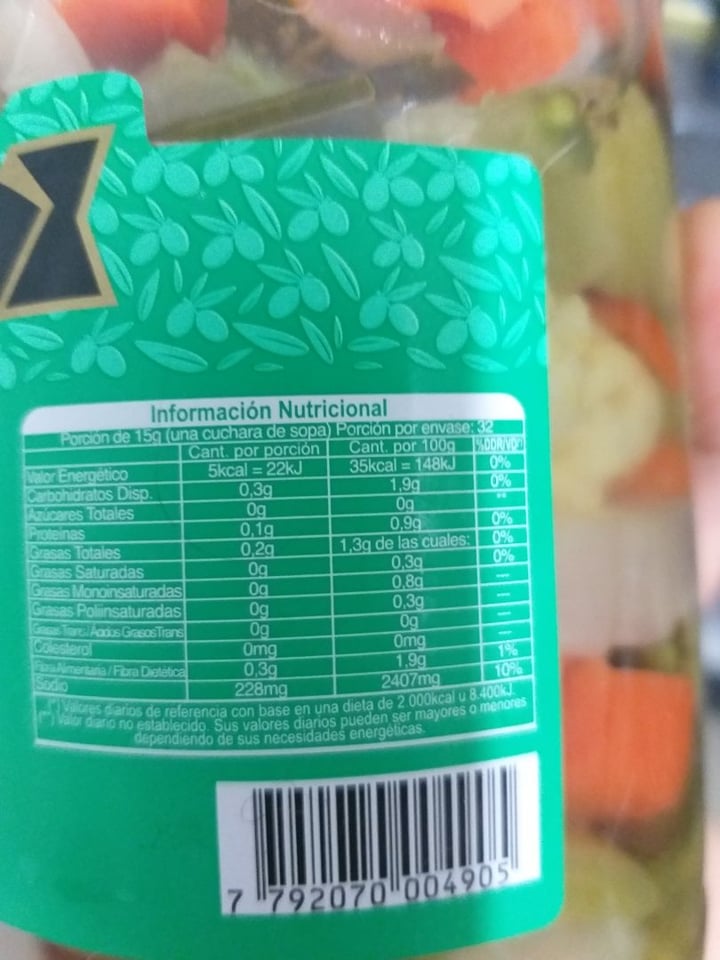 Información Nutricional
Porción de 15g (una cuchara de sopa) Porción por envase: 32
Cant. por porción Cant. por 100g %DDR/VD(*)
Valor Energético 5kcal = 22kJ 35kcal = 148kJ 0%
Carbohidratos Disp. 0,3g 1,9g 0%
Azúcares Totales 0g 0g **
Proteínas 0,1g 0,9g 0%
Grasas Totales 0,2g 1,3g de las cuales: 0%
Grasas Saturadas 0g 0,3g 0%
Grasas Monoinsaturadas 0g 0,8g ---
Grasas Poliinsaturadas 0g 0,3g ---
Grasas Trans / Ácidos Grasos Trans 0g 0g ---
Colesterol 0mg 0mg ---
Fibra Alimentaria / Fibra Dietética 0,3g 1,9g 1%
Sodio 228mg 2407mg 10%
(*) Valores diarios de referencia con base en una dieta de 2 000kcal u 8.400kJ.
(**) Valor diario no establecido. Sus valores diarios pueden ser mayores o menores
dependiendo de sus necesidades energéticas.
7 792070 004905